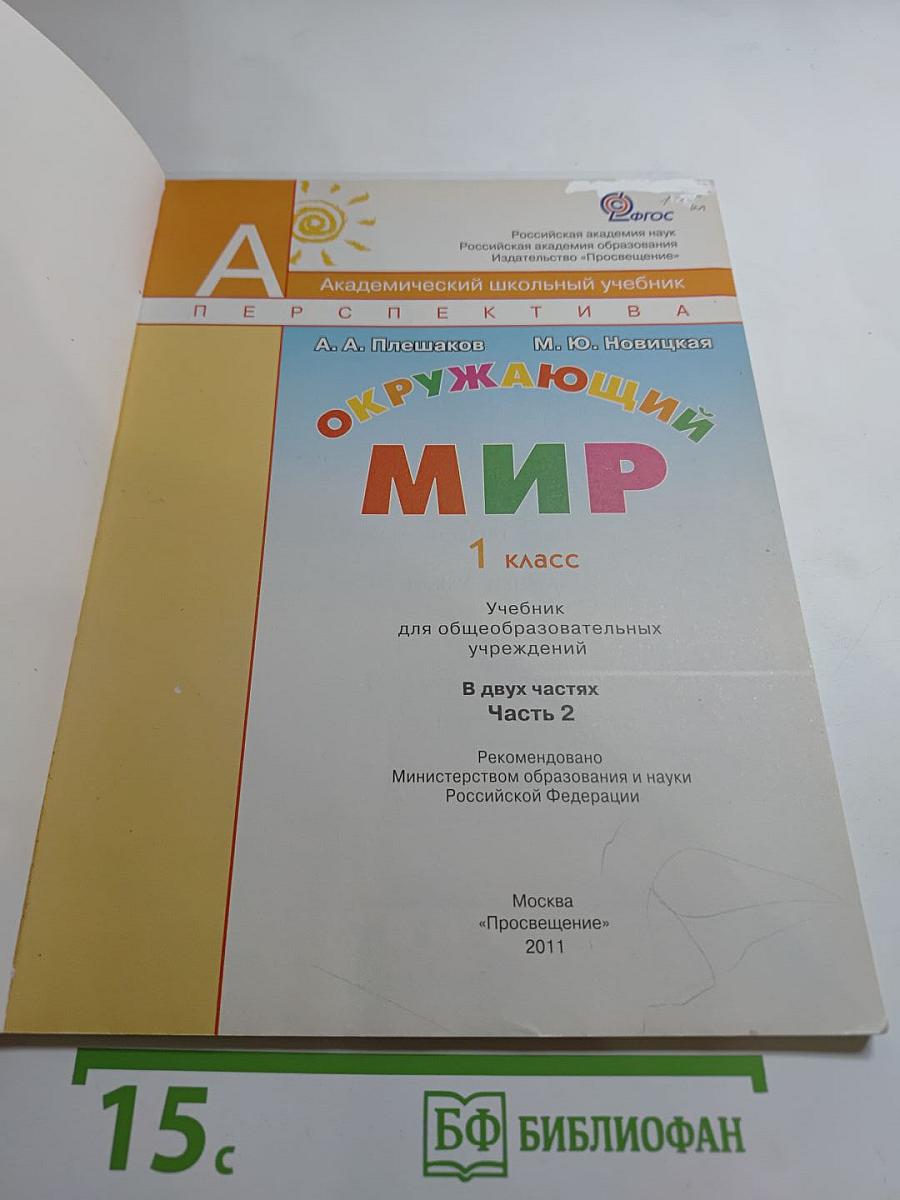 ФГОС
Российская академия наук
Российская академия образования
Издательство «Просвещение»
А
Академический школьный учебник
ПЕРСПЕКТИВА
А. А. Плешаков М. Ю. Новицкая
ОКРУЖАЮЩИЙ
МИР
1 класс
Учебник
для общеобразовательных
учреждений
В двух частях
Часть 2
Рекомендовано
Министерством образования и науки
Российской Федерации
Москва
«Просвещение»
2011
15 с
БФ БИБЛИОФАН